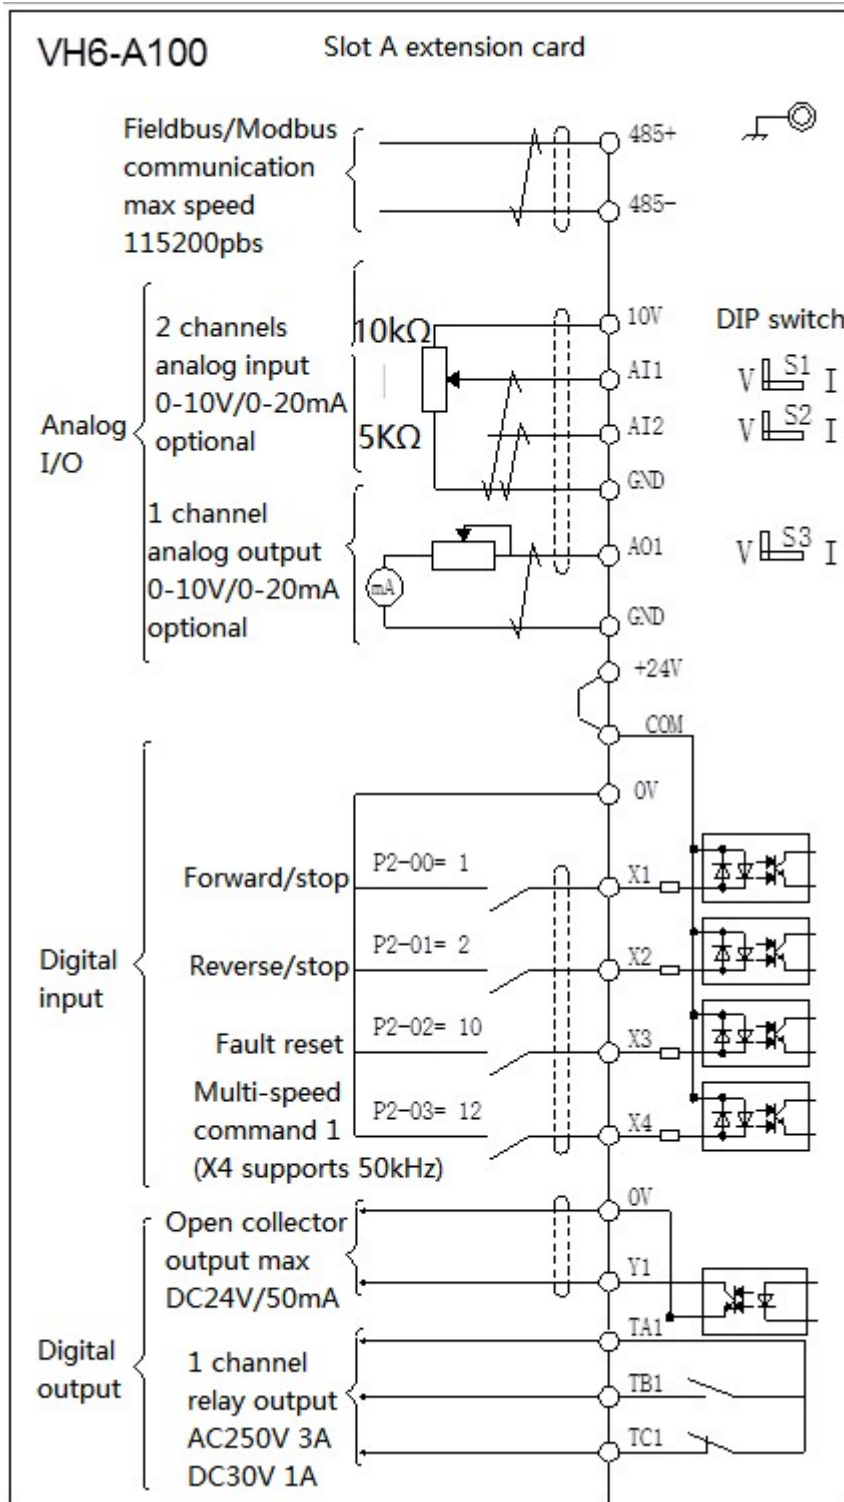 VH6-A100
Slot A extension card
Fieldbus/Modbus
communication
max speed
115200pbs
485+
485-
Analog
I/O
2 channels
analog input
0-10V/0-20mA
optional
10kΩ
5KΩ
10V
AI1
AI2
GND
DIP switch
V S1 I
V S2 I
1 channel
analog output
0-10V/0-20mA
optional
mA
AO1
GND
V S3 I
+24V
COM
0V
Digital
input
Forward/stop
P2-00= 1
X1
Reverse/stop
P2-01= 2
X2
Fault reset
P2-02= 10
X3
Multi-speed
command 1
(X4 supports 50kHz)
P2-03= 12
X4
Digital
output
Open collector
output max
DC24V/50mA
0V
Y1
1 channel
relay output
AC250V 3A
DC30V 1A
TA1
TB1
TC1